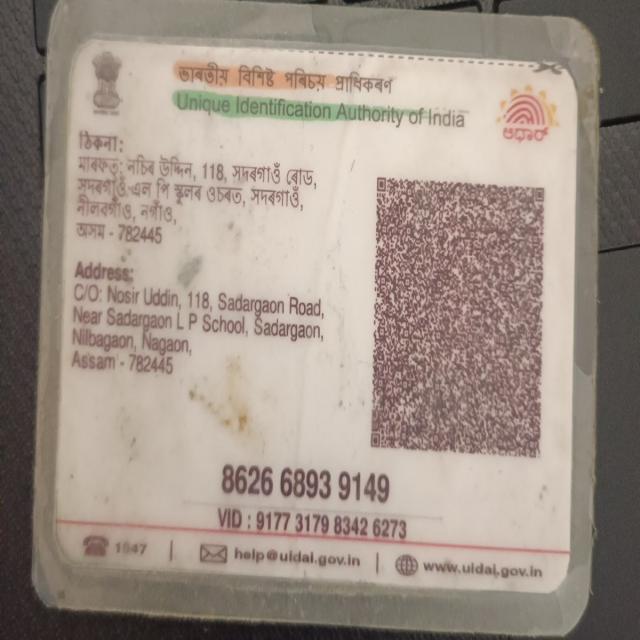 ভাৰতীয় বিশিষ্ট পৰিচয় প্ৰাধিকৰণ
Unique Identification Authority of India
ঠিকনা:
মাৰফত: নচিৰ উদ্দিন, 118, সদৰগাওঁ ৰোড,
সদৰগাওঁ এল পি স্কুলৰ ওচৰত, সদৰগাওঁ,
নীলবগাঁও, নগাঁও,
অসম - 782445
Address:
C/O: Nosir Uddin, 118, Sadargaon Road,
Near Sadargaon L P School, Sadargaon,
Nilbagaon, Nagaon,
Assam - 782445
8626 6893 9149
VID : 9177 3179 8342 6273
1947 | help@uidai.gov.in | www.uidai.gov.in